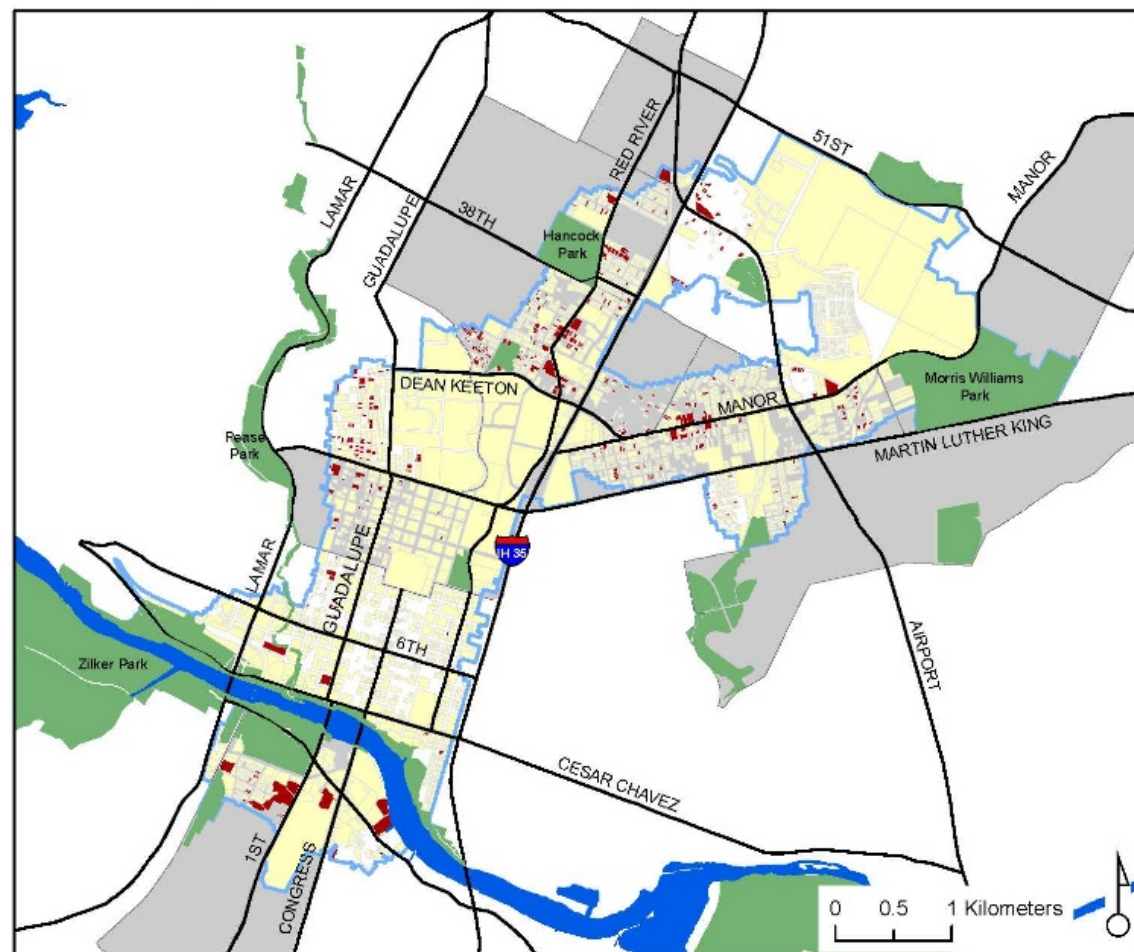 51ST
MANOR
RED RIVER
LAMAR
GUADALUPE
38TH
Hancock
Park
DEAN KEETON
MANOR
Morris Williams
Park
MARTIN LUTHER KING
Pease
Park
IH 35
LAMAR
GUADALUPE
6TH
AIRPORT
Zilker Park
CESAR CHAVEZ
1ST
CONGRESS
0 0.5 1 Kilometers